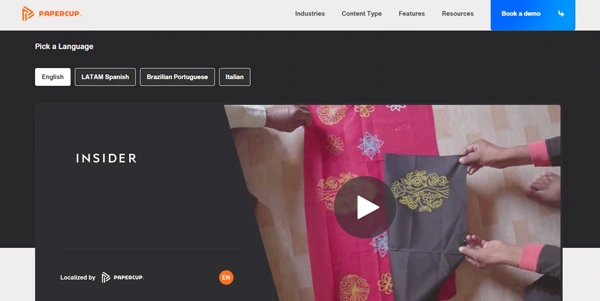 PAPERCUP.
Industries
Content Type
Features
Resources
Book a demo
Pick a Language
English
LATAM Spanish
Brazilian Portuguese
Italian
INSIDER
Localized by PAPERCUP.
EN